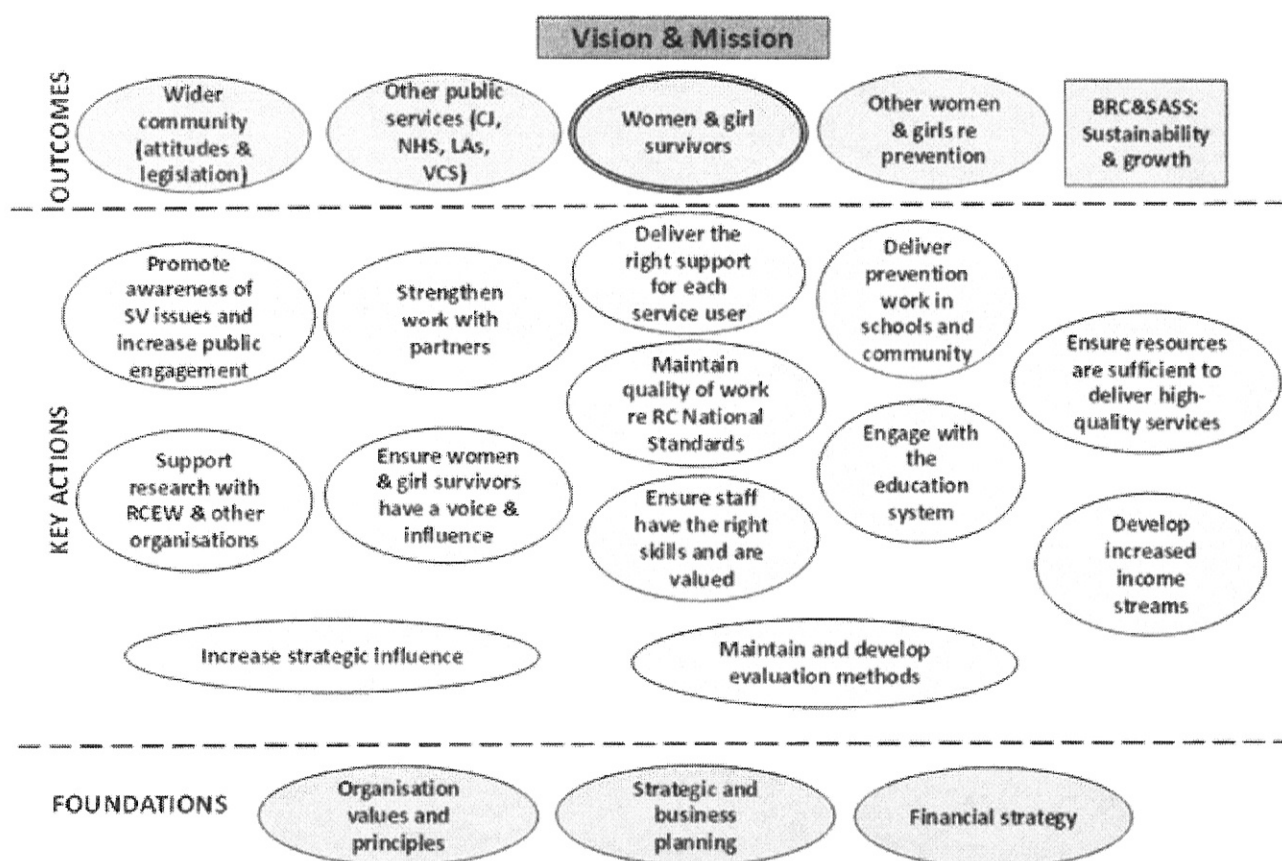 Vision & Mission
OUTCOMES
Wider
community
(attitudes &
legislation)
Other public
services (CJ,
NHS, LAs,
VCS)
Women & girl
survivors
Other women
& girls re
prevention
BRC&SASS:
Sustainability
& growth
KEY ACTIONS
Promote
awareness of
SV issues and
increase public
engagement
Support
research with
RCEW & other
organisations
Strengthen
work with
partners
Ensure women
& girl survivors
have a voice &
influence
Deliver the
right support
for each
service user
Maintain
quality of work
re RC National
Standards
Ensure staff
have the right
skills and are
valued
Deliver
prevention
work in
schools and
community
Engage with
the
education
system
Ensure resources
are sufficient to
deliver high-
quality services
Develop
increased
income
streams
Increase strategic influence
Maintain and develop
evaluation methods
FOUNDATIONS
Organisation
values and
principles
Strategic and
business
planning
Financial strategy